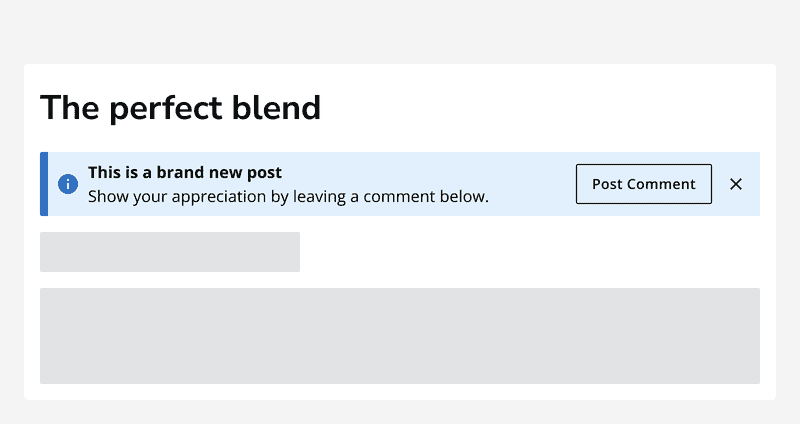 The perfect blend
This is a brand new post
Show your appreciation by leaving a comment below.
Post Comment